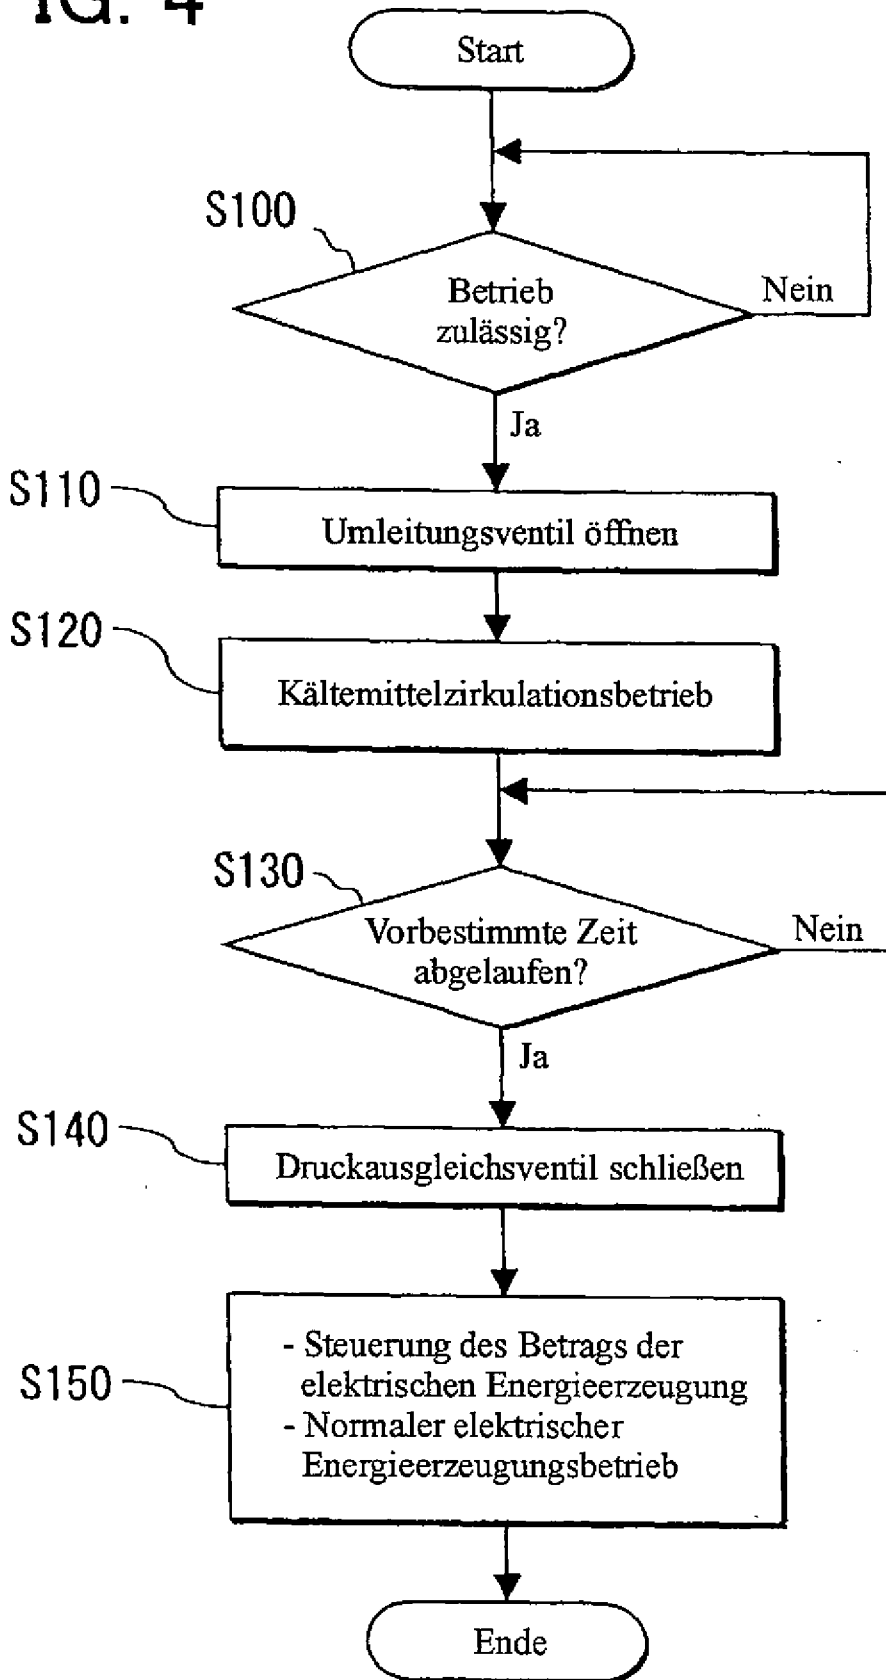 IG. 4
Start
S100
Betrieb
zulässig?
Nein
Ja
S110
Umleitungsventil öffnen
S120
Kältemittelzirkulationsbetrieb
S130
Vorbestimmte Zeit
abgelaufen?
Nein
Ja
S140
Druckausgleichsventil schließen
S150
- Steuerung des Betrags der
elektrischen Energieerzeugung
- Normaler elektrischer
Energieerzeugungsbetrieb
Ende